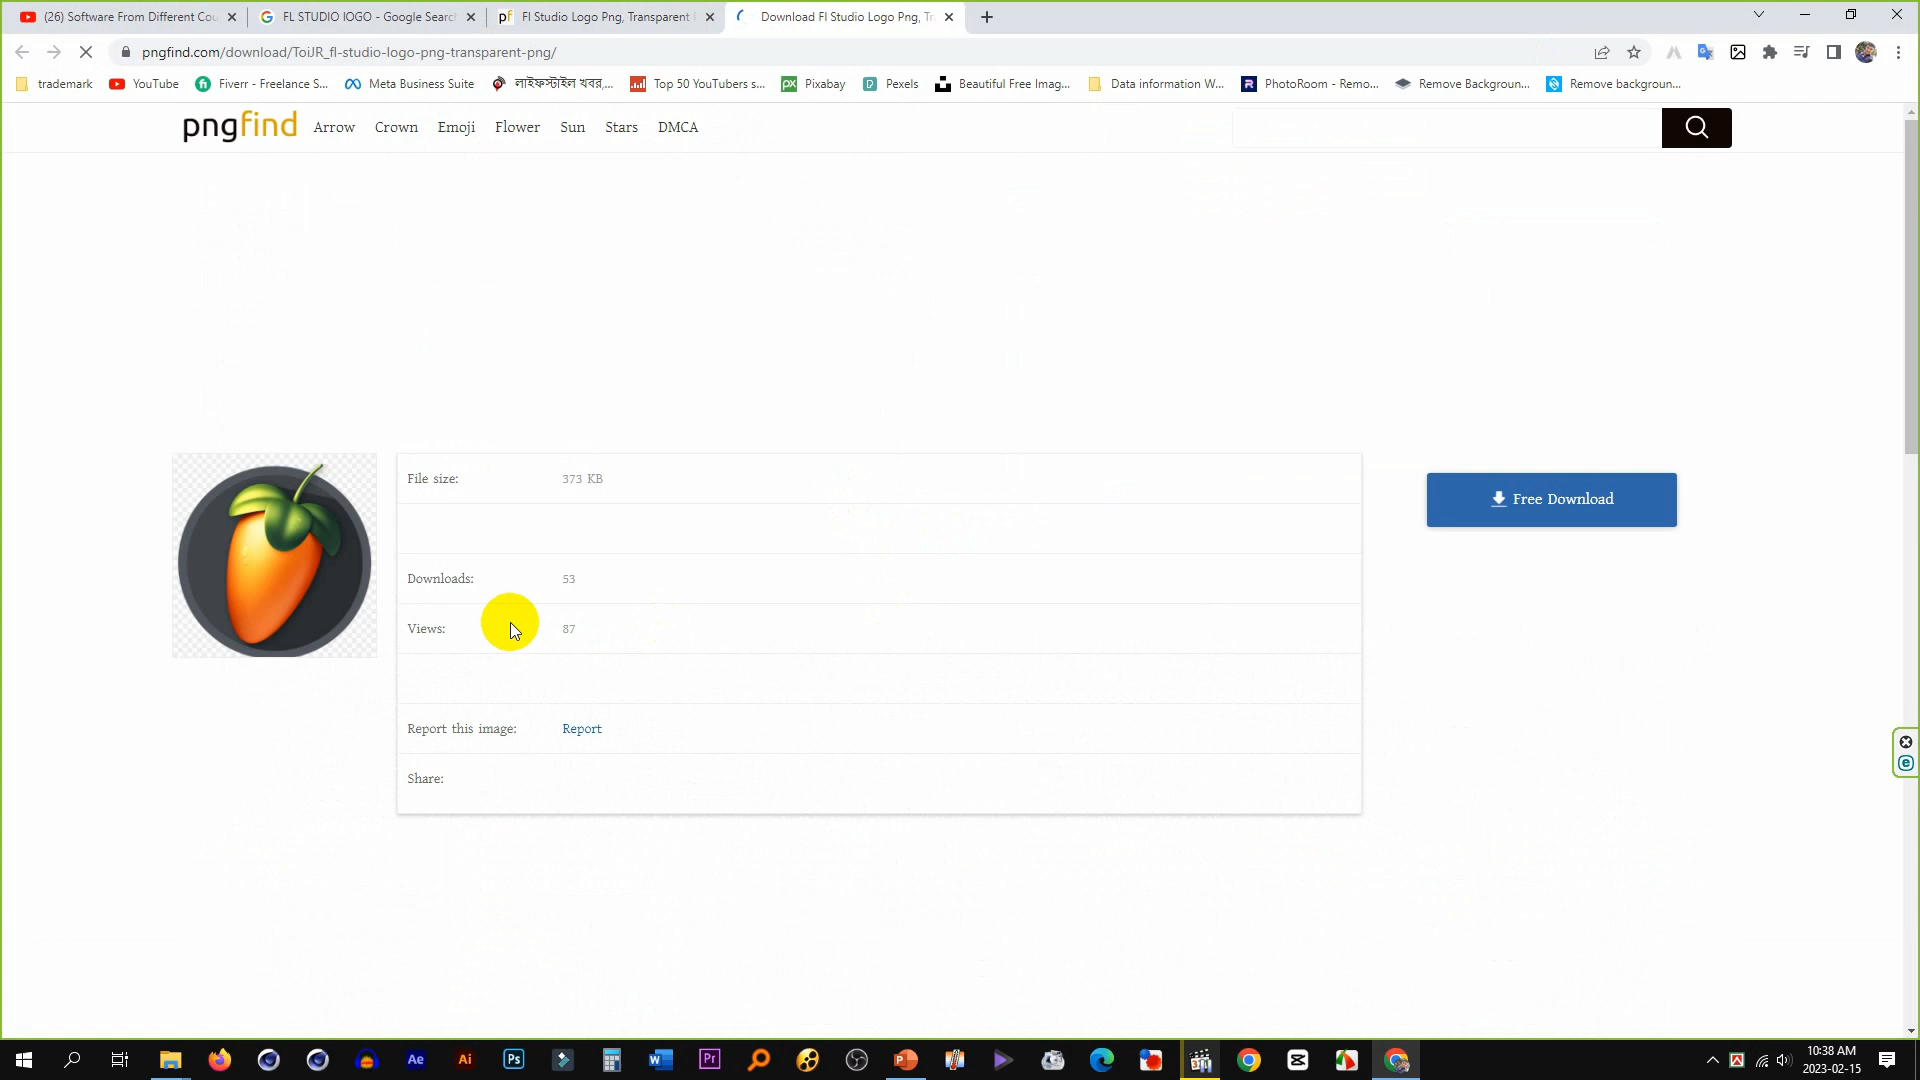 (26) Software From Different Cou
FL STUDIO lOGO - Google Search
Fl Studio Logo Png, Transparent
Download Fl Studio Logo Png, Tr
pngfind.com/download/ToiJR_fl-studio-logo-png-transparent-png/
trademark
YouTube
Fiverr - Freelance S...
Meta Business Suite
লাইফস্টাইল খবর,...
Top 50 YouTubers s...
Pixabay
Pexels
Beautiful Free Imag...
Data information W...
PhotoRoom - Remo...
Remove Backgroun...
Remove backgroun...
pngfind Arrow Crown Emoji Flower Sun Stars DMCA
File size: 373 KB
Free Download
Downloads: 53
Views: 87
Report this image: Report
Share:
10:38 AM
2023-02-15